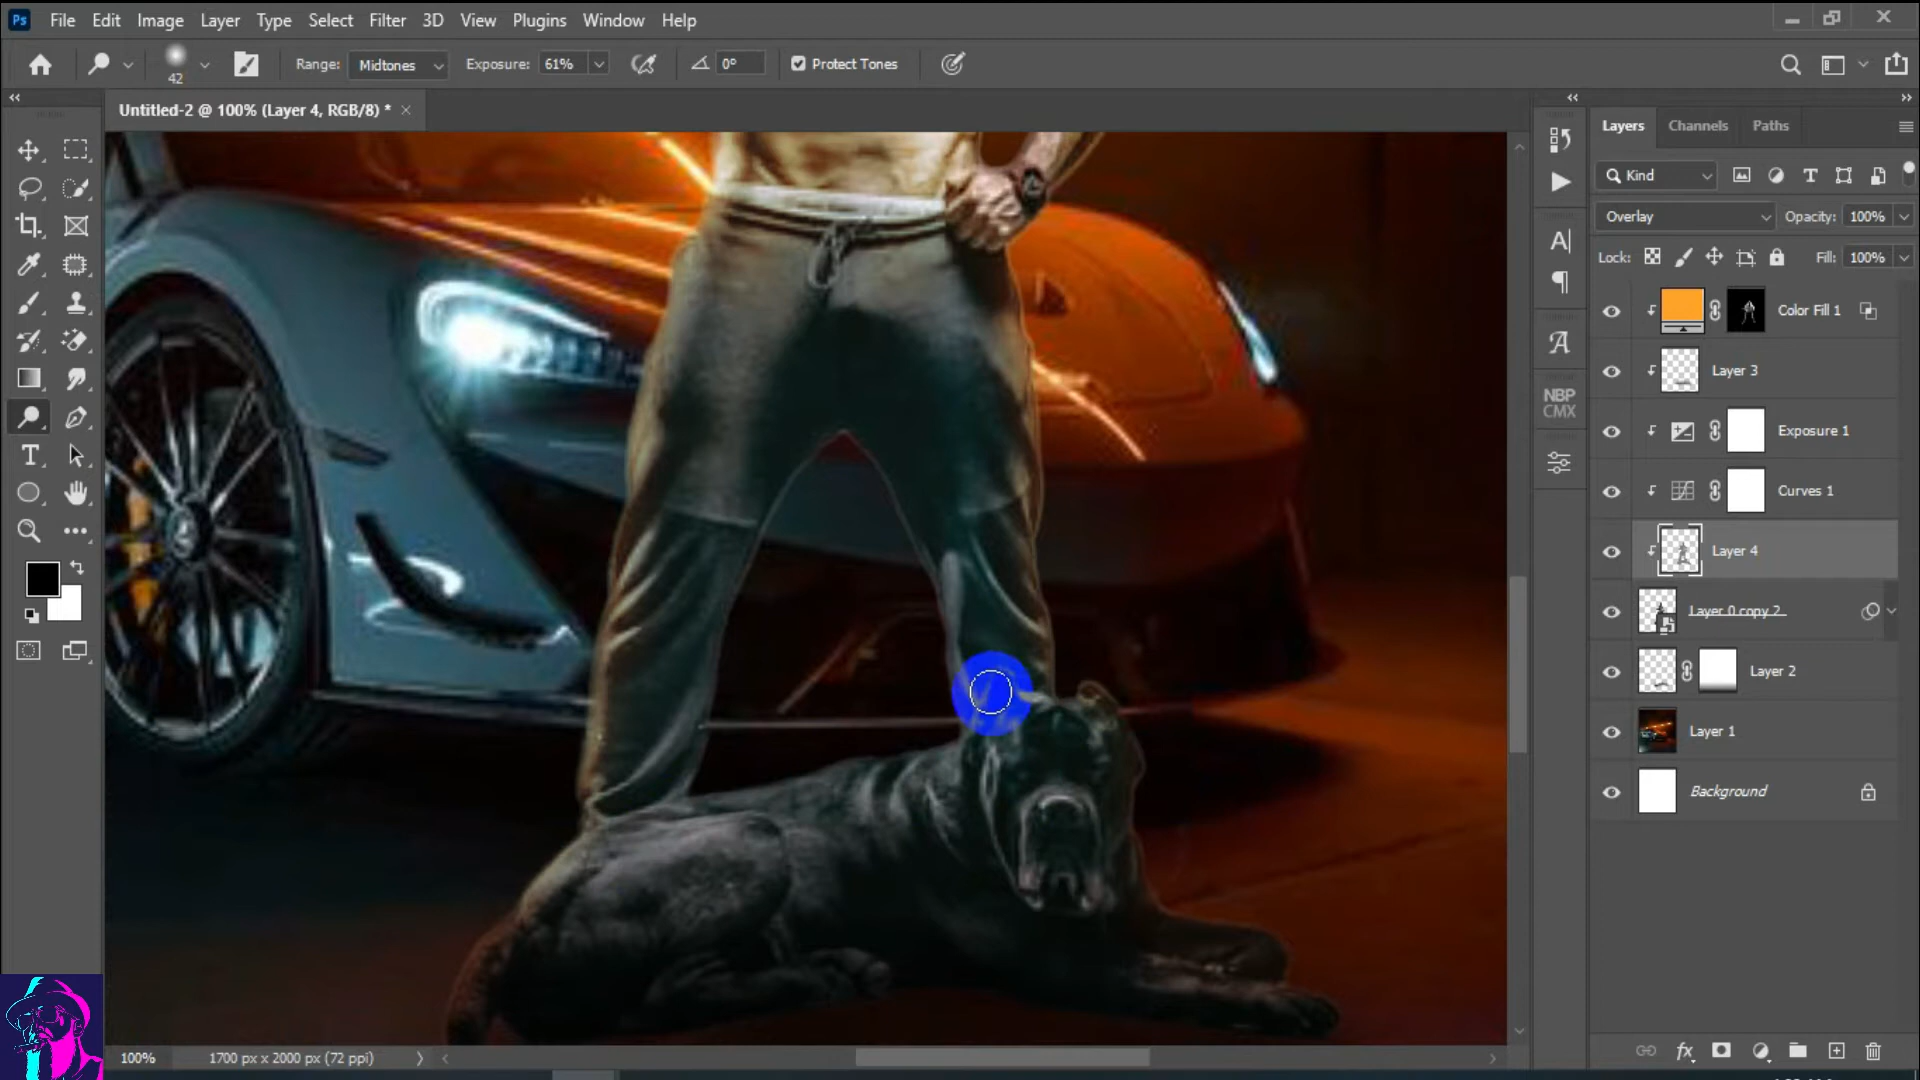 Ps File Edit Image Layer Type Select Filter 3D View Plugins Window Help
42 Range: Midtones Exposure: 61% 0° Protect Tones
Untitled-2 @ 100% (Layer 4, RGB/8) * ×
Layers Channels Paths
Kind
Overlay Opacity: 100%
Lock: Fill: 100%
Color Fill 1
Layer 3
Exposure 1
Curves 1
Layer 4
Layer 0 copy 2
Layer 2
Layer 1
Background
NBP
CMX
fx
100% 1700 px x 2000 px (72 ppi)